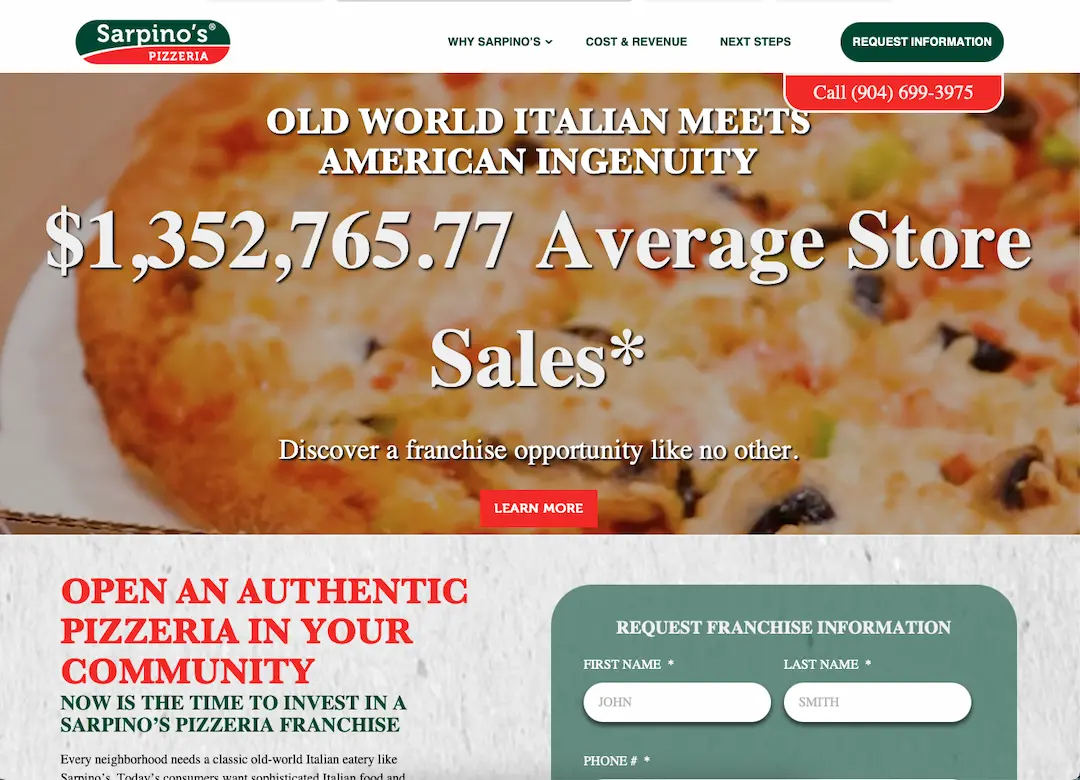 Sarpino's®
PIZZERIA
WHY SARPINO'S
COST & REVENUE
NEXT STEPS
REQUEST INFORMATION
Call (904) 699-3975
OLD WORLD ITALIAN MEETS
AMERICAN INGENUITY
$1,352,765.77 Average Store
Sales*
Discover a franchise opportunity like no other.
LEARN MORE
OPEN AN AUTHENTIC
PIZZERIA IN YOUR
COMMUNITY
NOW IS THE TIME TO INVEST IN A
SARPINO'S PIZZERIA FRANCHISE
Every neighborhood needs a classic old-world Italian eatery like
Sarpino's. Today's consumers want sophisticated Italian food and
REQUEST FRANCHISE INFORMATION
FIRST NAME *
LAST NAME *
JOHN
SMITH
PHONE # *